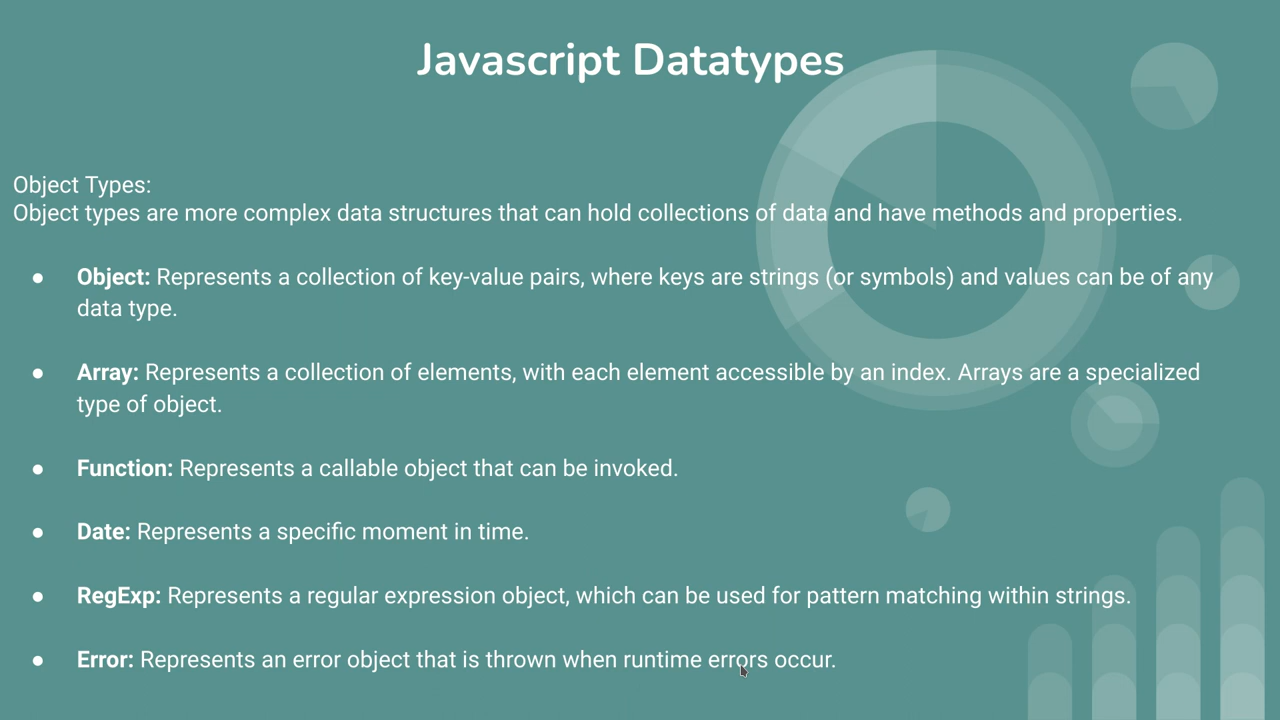 Javascript Datatypes
Object Types:
Object types are more complex data structures that can hold collections of data and have methods and properties.
● Object: Represents a collection of key-value pairs, where keys are strings (or symbols) and values can be of any
data type.
● Array: Represents a collection of elements, with each element accessible by an index. Arrays are a specialized
type of object.
● Function: Represents a callable object that can be invoked.
● Date: Represents a specific moment in time.
● RegExp: Represents a regular expression object, which can be used for pattern matching within strings.
● Error: Represents an error object that is thrown when runtime errors occur.